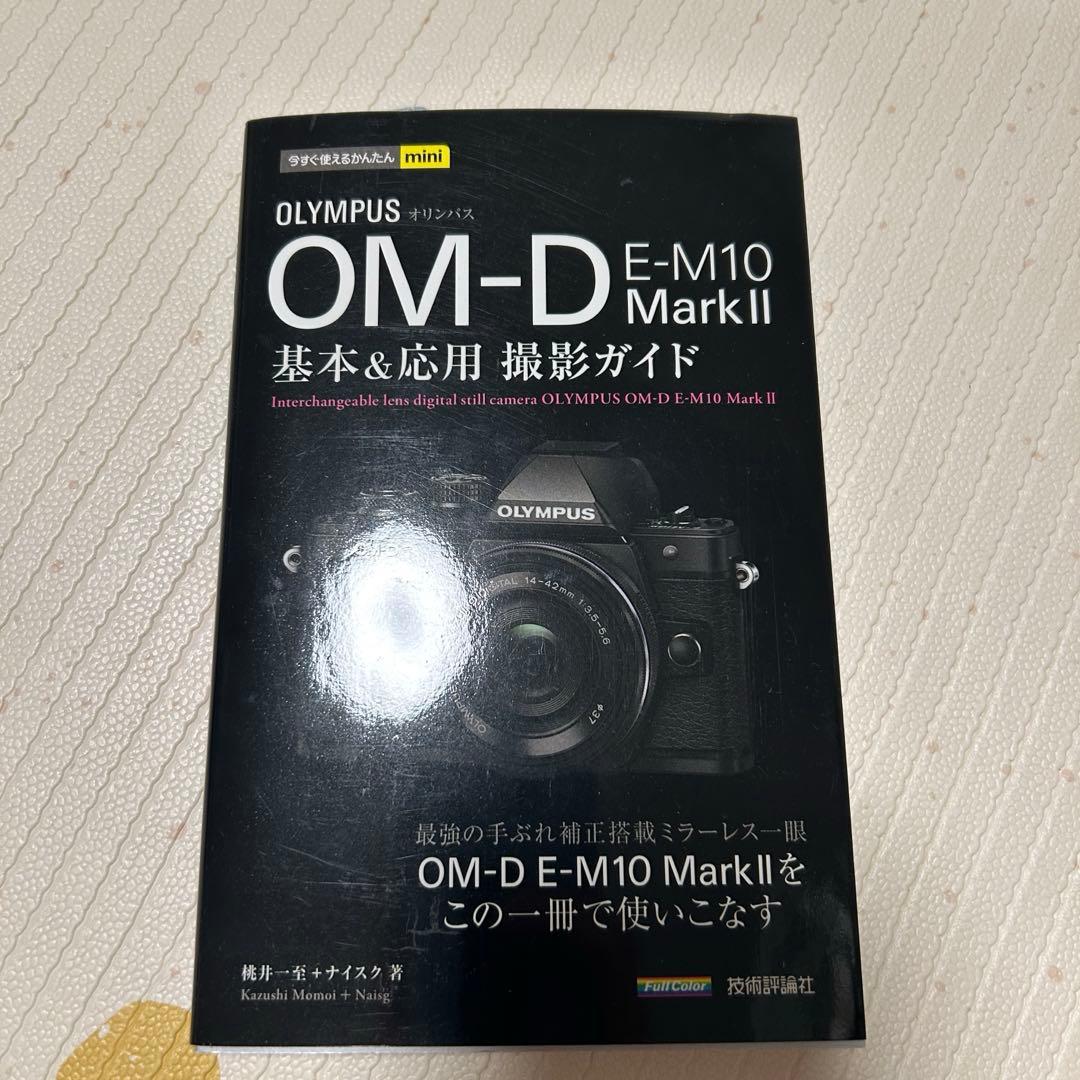 今すぐ使えるかんたん mini
OLYMPUS オリンパス
OM-D E-M10 Mark II
基本&応用 撮影ガイド
Interchangeable lens digital still camera OLYMPUS OM-D E-M10 Mark II
OLYMPUS
14-42mm 1:3.5-5.6
ø37
最強の手ぶれ補正搭載ミラーレス一眼
OM-D E-M10 Mark IIを
この一冊で使いこなす
桃井一至+ナイスク 著
Kazushi Momoi + Naisg
Full Color 技術評論社